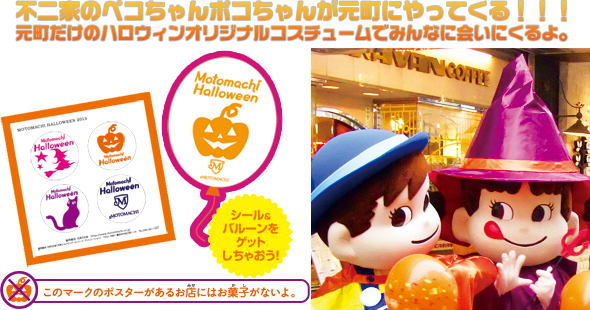 不二家のペコちゃんポコちゃんが元町にやってくる！！！
元町だけのハロウィンオリジナルコスチュームでみんなに会いにくるよ。
MOTOMACHI HALLOWEEN 2015
Motomachi
Halloween
Motomachi
Halloween
Motomachi
Halloween
MOTOMACHI
Motomachi
Halloween
Motomachi
Halloween
MOTOMACHI
シール&
バルーンを
ゲット
しちゃおう!
COFFEE
このマークのポスターがあるお店にはお菓子がないよ。